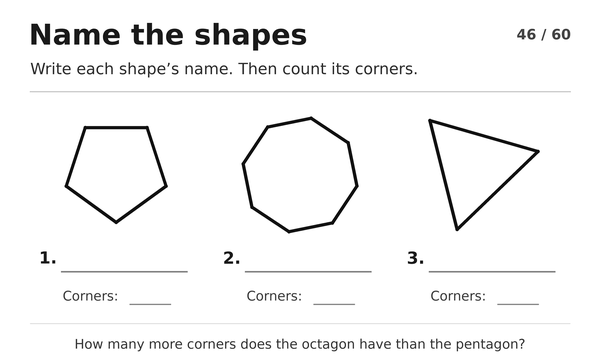 Name the shapes
46 / 60
Write each shape’s name. Then count its corners.
1. 
2. 
3. 
Corners:
Corners:
Corners:
How many more corners does the octagon have than the pentagon?